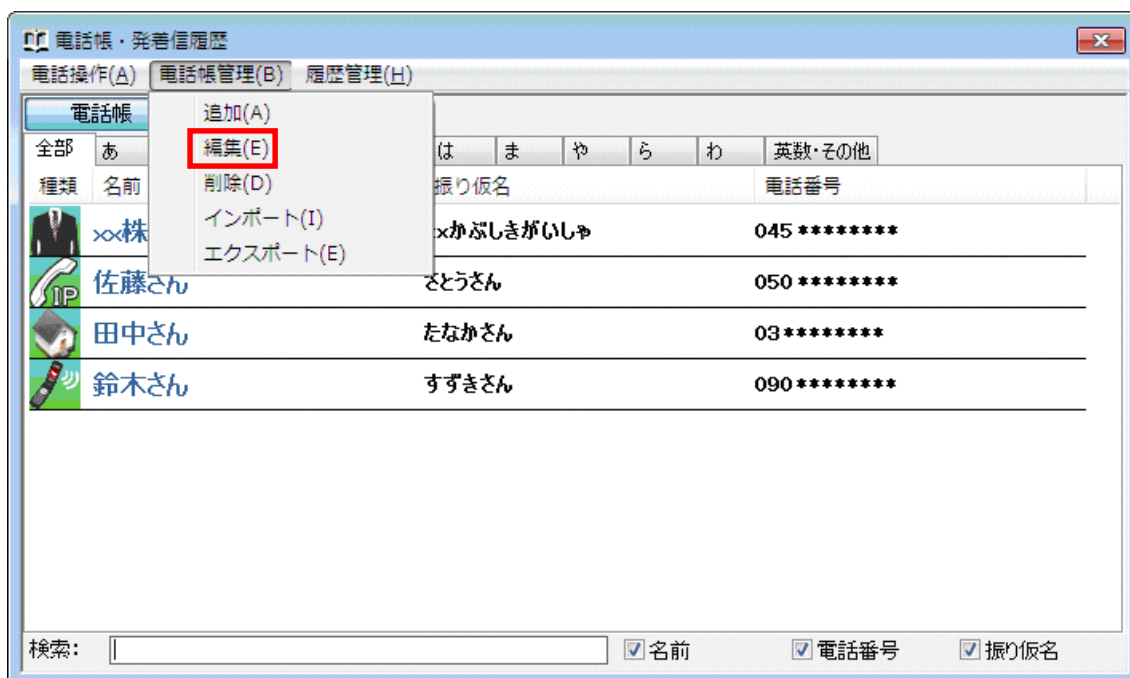 電話帳・発着信履歴
電話操作(A) 電話帳管理(B) 履歴管理(H)
電話帳
追加(A)
編集(E)
削除(D)
インポート(I)
エクスポート(E)
全部 あ は ま や ら わ 英数・その他
種類 名前 振り仮名 電話番号
xx株 xかぶしきがいしゃ 045********
IP 佐藤さん さとうさん 050********
田中さん たなかさん 03********
鈴木さん すずきさん 090********
検索: 名前 電話番号 振り仮名